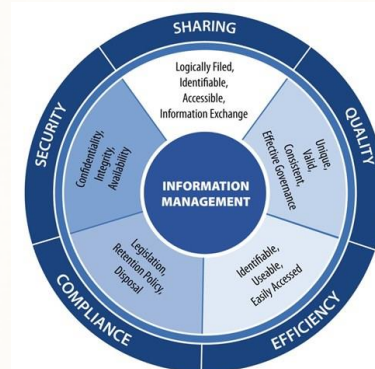 SHARING
Logically Filed,
Identifiable,
Accessible,
Information Exchange
QUALITY
Unique,
Valid,
Consistent,
Effective Governance
EFFICIENCY
Identifiable,
Useable,
Easily Accessed
COMPLIANCE
Legislation,
Retention Policy,
Disposal
SECURITY
Confidentiality,
Integrity,
Availability
INFORMATION
MANAGEMENT